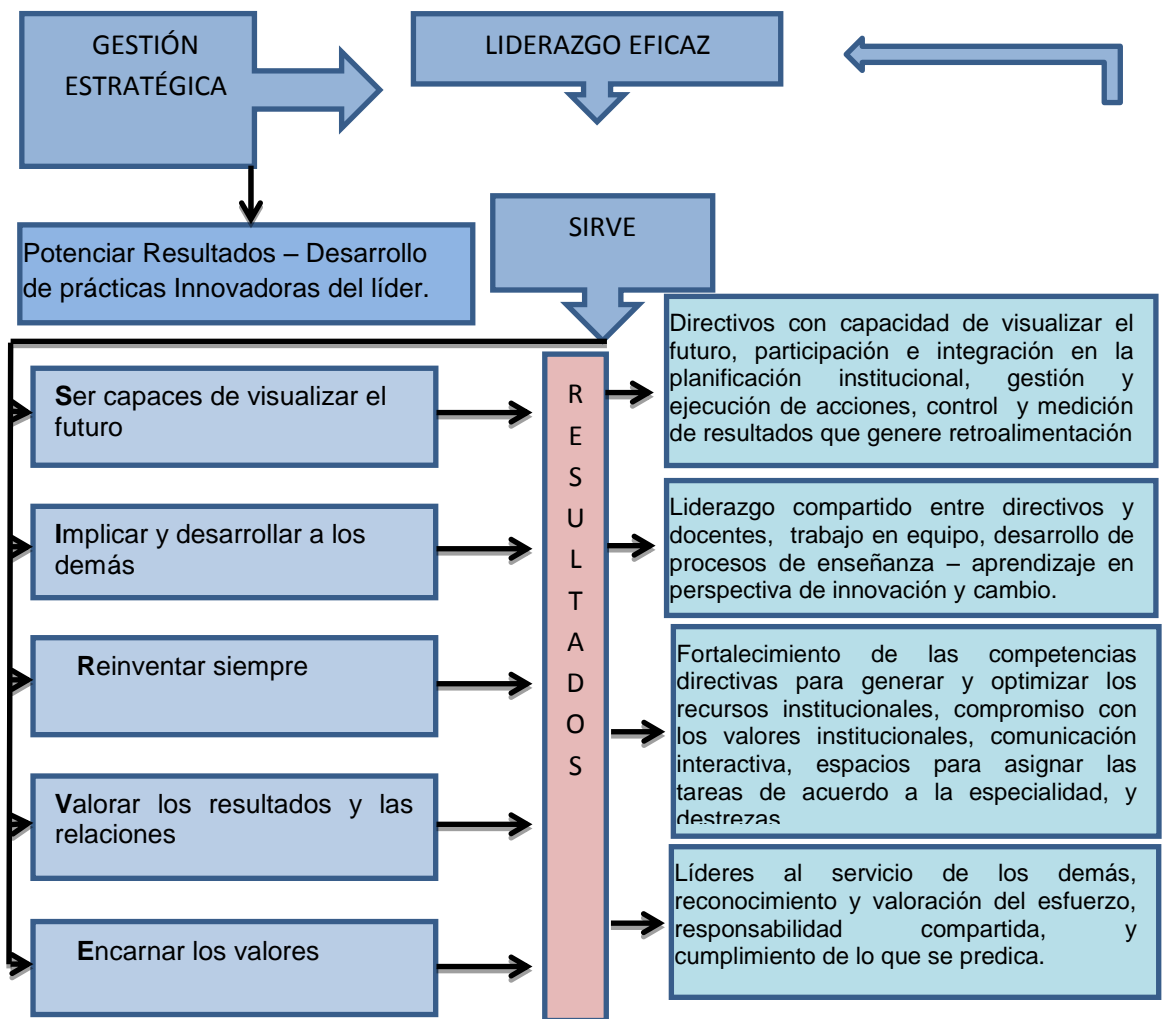 GESTIÓN
ESTRATÉGICA
LIDERAZGO EFICAZ
SIRVE
Potenciar Resultados – Desarrollo
de prácticas Innovadoras del líder.
Ser capaces de visualizar el
futuro
Implicar y desarrollar a los
demás
Reinventar siempre
Valorar los resultados y las
relaciones
Encarnar los valores
R
E
S
U
L
T
A
D
O
S
Directivos con capacidad de visualizar el
futuro, participación e integración en la
planificación institucional, gestión y
ejecución de acciones, control y medición
de resultados que genere retroalimentación
Liderazgo compartido entre directivos y
docentes, trabajo en equipo, desarrollo de
procesos de enseñanza – aprendizaje en
perspectiva de innovación y cambio.
Fortalecimiento de las competencias
directivas para generar y optimizar los
recursos institucionales, compromiso con
los valores institucionales, comunicación
interactiva, espacios para asignar las
tareas de acuerdo a la especialidad, y
destrezas
Líderes al servicio de los demás,
reconocimiento y valoración del esfuerzo,
responsabilidad compartida, y
cumplimiento de lo que se predica.